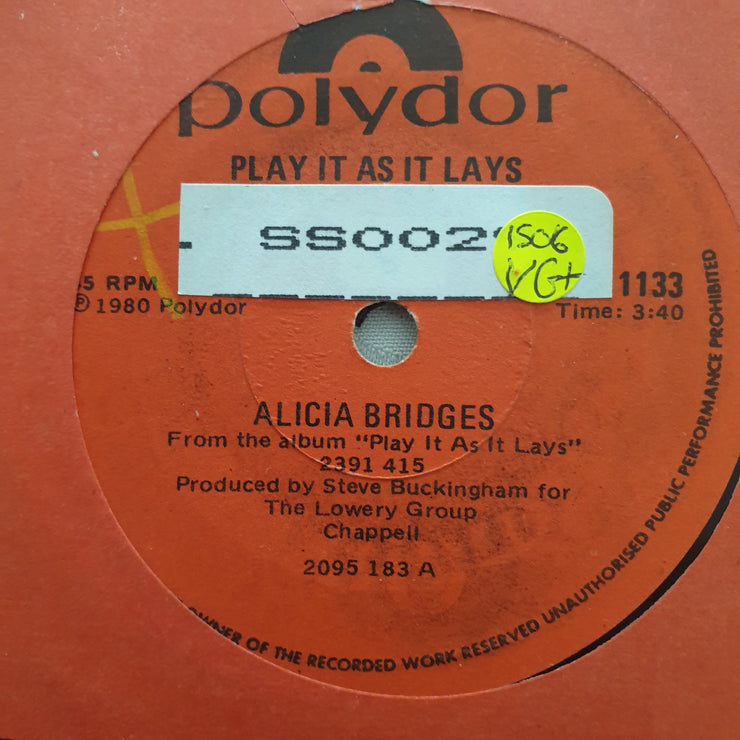 polydor
PLAY IT AS IT LAYS
SS002
1506
VG+
5 RPM
1133
℗ 1980 Polydor
Time: 3:40
ALICIA BRIDGES
From the album "Play It As It Lays"
2391 415
Produced by Steve Buckingham for
The Lowery Group
Chappell
2095 183 A
OWNER OF THE RECORDED WORK RESERVED UNAUTHORISED PUBLIC PERFORMANCE PROHIBITED